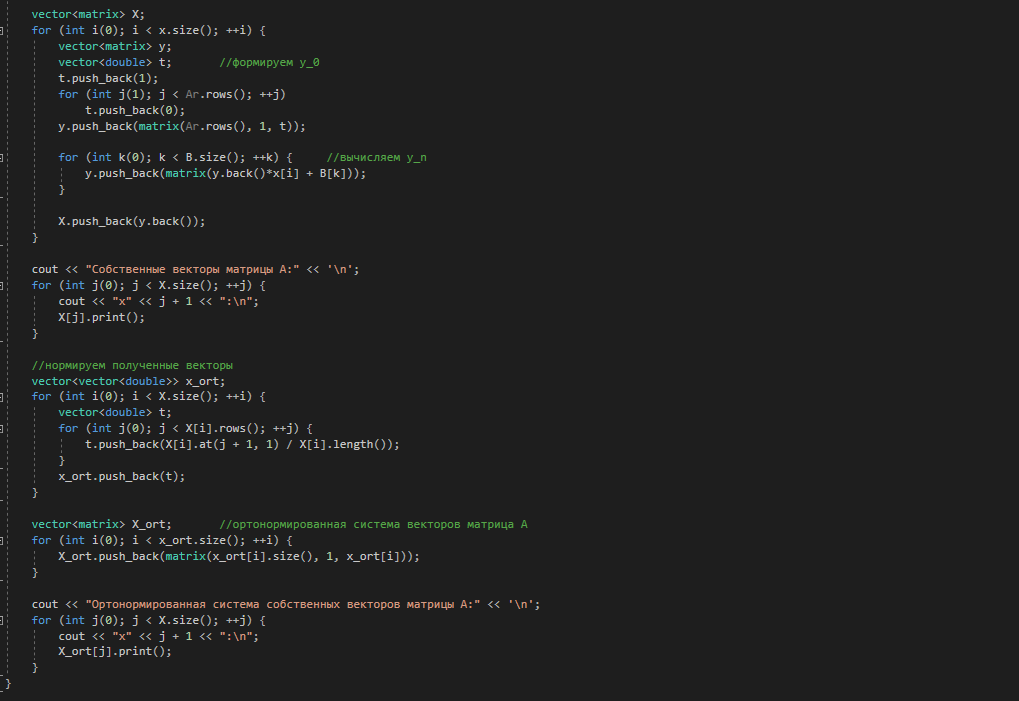 vector<matrix> X;
for (int i(0); i < x.size(); ++i) {
vector<matrix> y;
vector<double> t; //формируем y_0
t.push_back(1);
for (int j(1); j < Ar.rows(); ++j)
t.push_back(0);
y.push_back(matrix(Ar.rows(), 1, t));
for (int k(0); k < B.size(); ++k) { //вычисляем y_n
y.push_back(matrix(y.back()*x[i] + B[k]));
}
X.push_back(y.back());
}
cout << "Собственные векторы матрицы A:" << '\n';
for (int j(0); j < X.size(); ++j) {
cout << "x" << j + 1 << ":\n";
X[j].print();
}
//нормируем полученные векторы
vector<vector<double>> x_ort;
for (int i(0); i < X.size(); ++i) {
vector<double> t;
for (int j(0); j < X[i].rows(); ++j) {
t.push_back(X[i].at(j + 1, 1) / X[i].length());
}
x_ort.push_back(t);
}
vector<matrix> X_ort; //ортонормированная система векторов матрица A
for (int i(0); i < x_ort.size(); ++i) {
X_ort.push_back(matrix(x_ort[i].size(), 1, x_ort[i]));
}
cout << "Ортонормированная система собственных векторов матрицы A:" << '\n';
for (int j(0); j < X.size(); ++j) {
cout << "x" << j + 1 << ":\n";
X_ort[j].print();
}
}